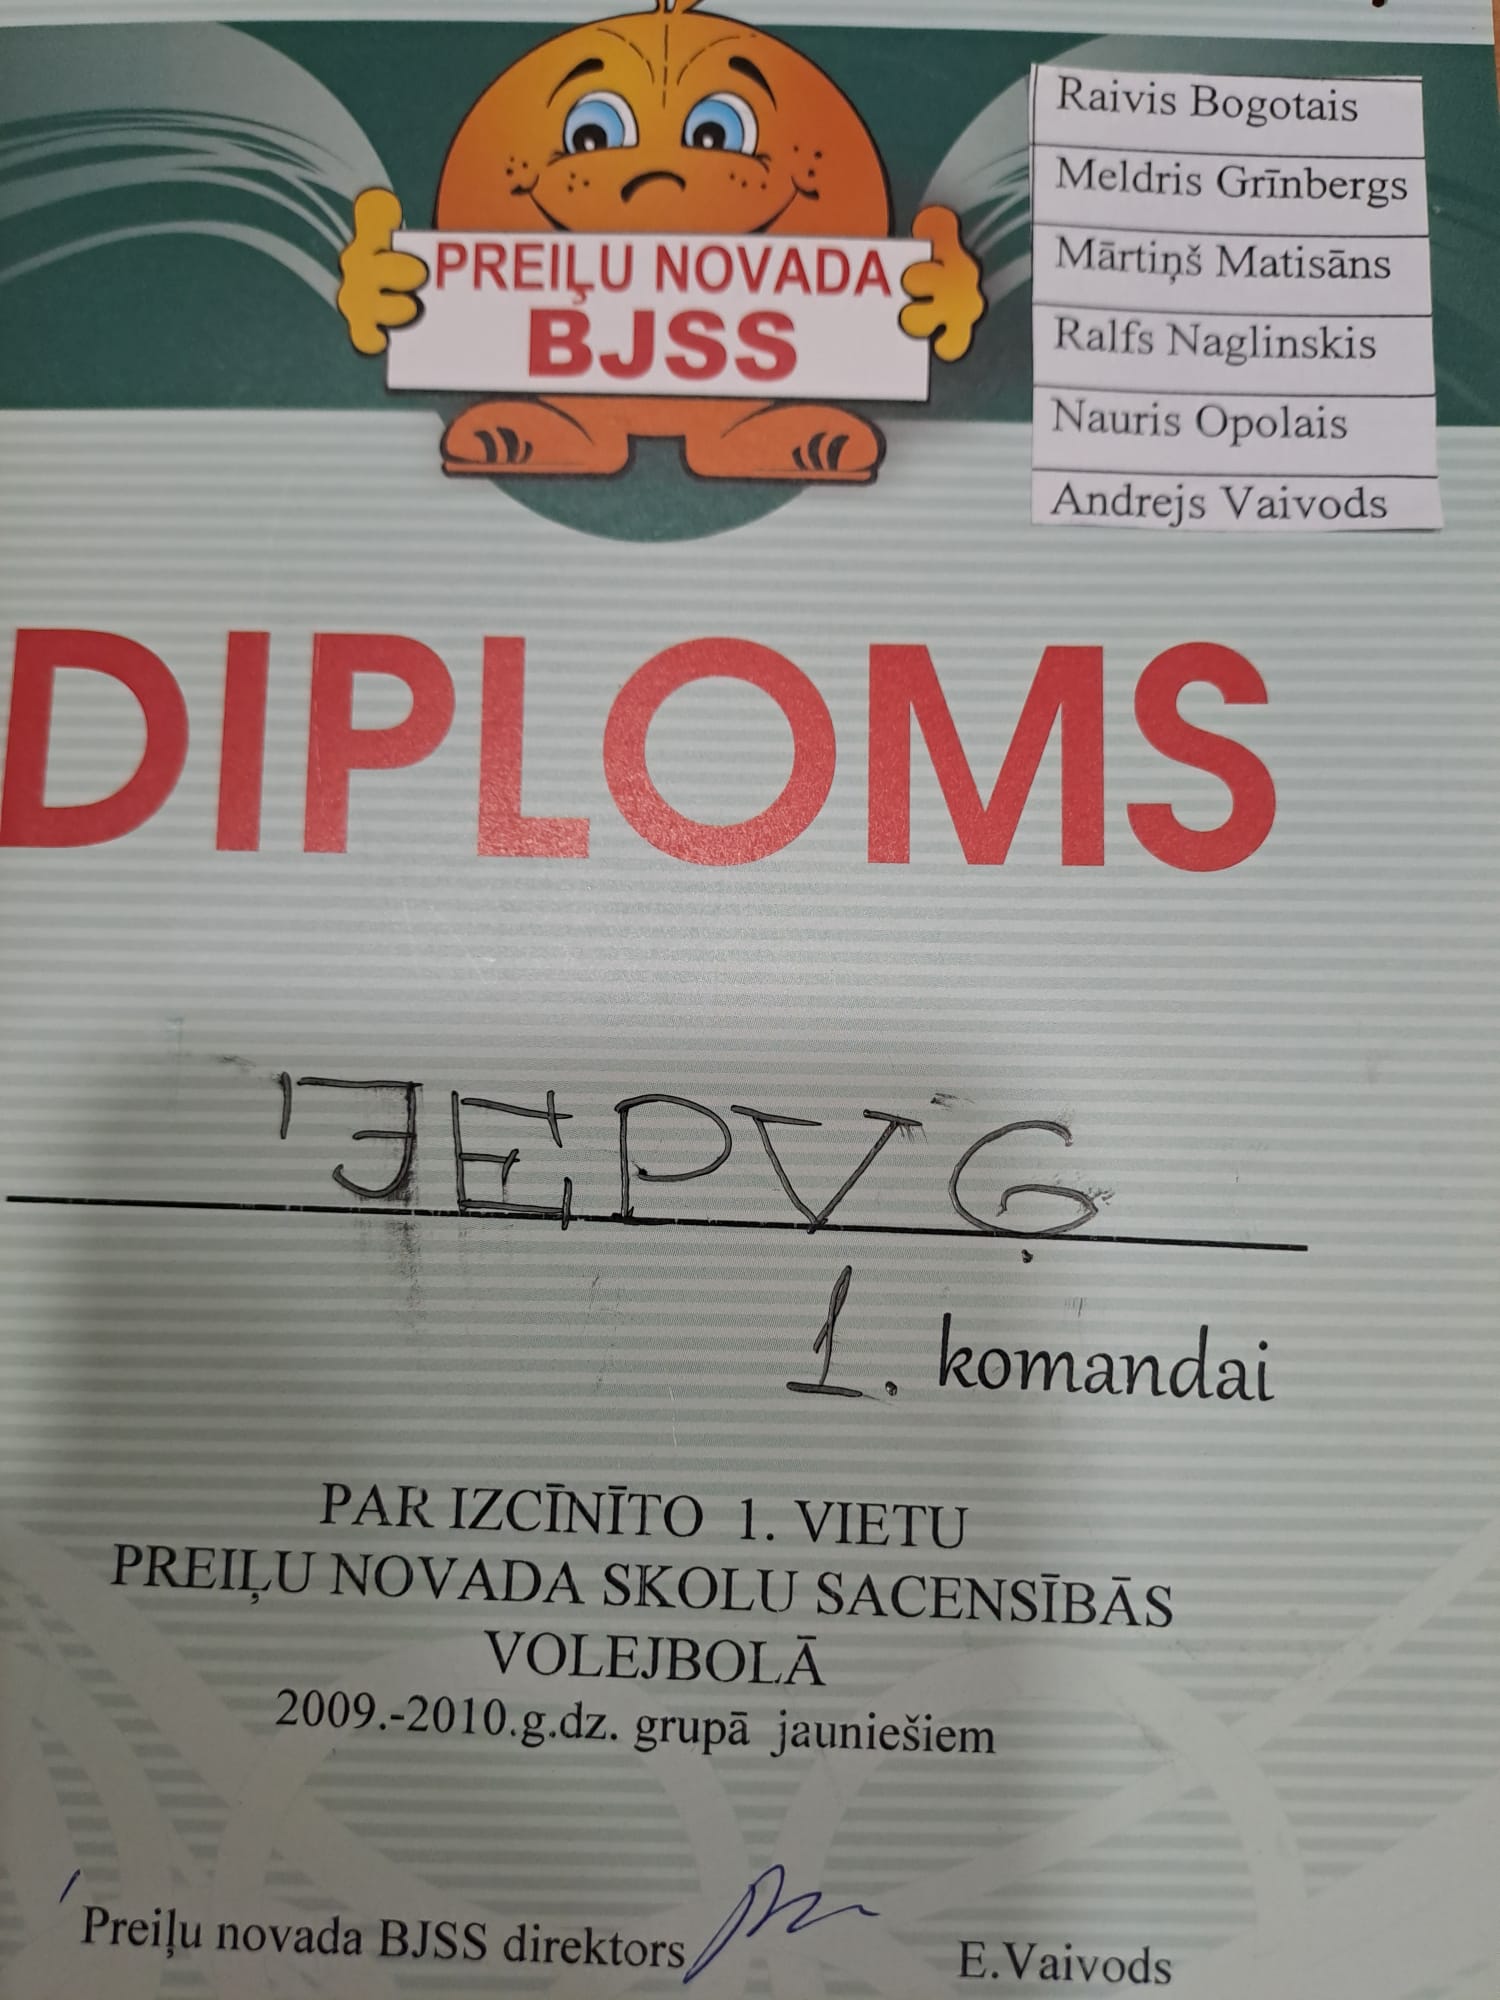 PREIĻU NOVADA
BJSS
Raivis Bogotais
Meldris Grīnbergs
Mārtiņš Matisāns
Ralfs Naglinskis
Nauris Opolais
Andrejs Vaivods
DIPLOMS
JEPVĢ
1. komandai
PAR IZCĪNĪTO 1. VIETU
PREIĻU NOVADA SKOLU SACENSĪBĀS
VOLEJBOLĀ
2009.-2010.g.dz. grupā jauniešiem
Preiļu novada BJSS direktors E.Vaivods